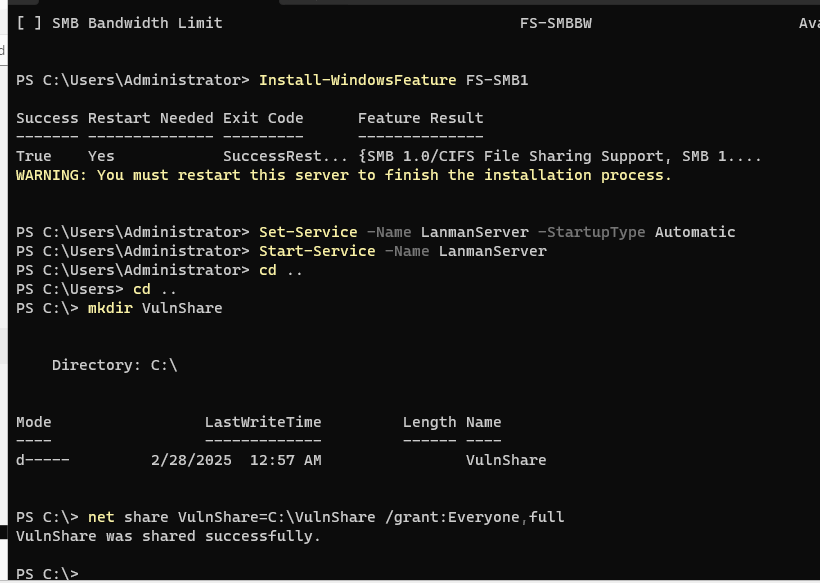 [ ] SMB Bandwidth Limit FS-SMBBW Ava
PS C:\Users\Administrator> Install-WindowsFeature FS-SMB1
Success Restart Needed Exit Code Feature Result
------- -------------- --------- --------------
True Yes SuccessRest... {SMB 1.0/CIFS File Sharing Support, SMB 1....
WARNING: You must restart this server to finish the installation process.
PS C:\Users\Administrator> Set-Service -Name LanmanServer -StartupType Automatic
PS C:\Users\Administrator> Start-Service -Name LanmanServer
PS C:\Users\Administrator> cd ..
PS C:\Users> cd ..
PS C:\> mkdir VulnShare
Directory: C:\
Mode LastWriteTime Length Name
---- ------------- ------ ----
d----- 2/28/2025 12:57 AM VulnShare
PS C:\> net share VulnShare=C:\VulnShare /grant:Everyone,full
VulnShare was shared successfully.
PS C:\>